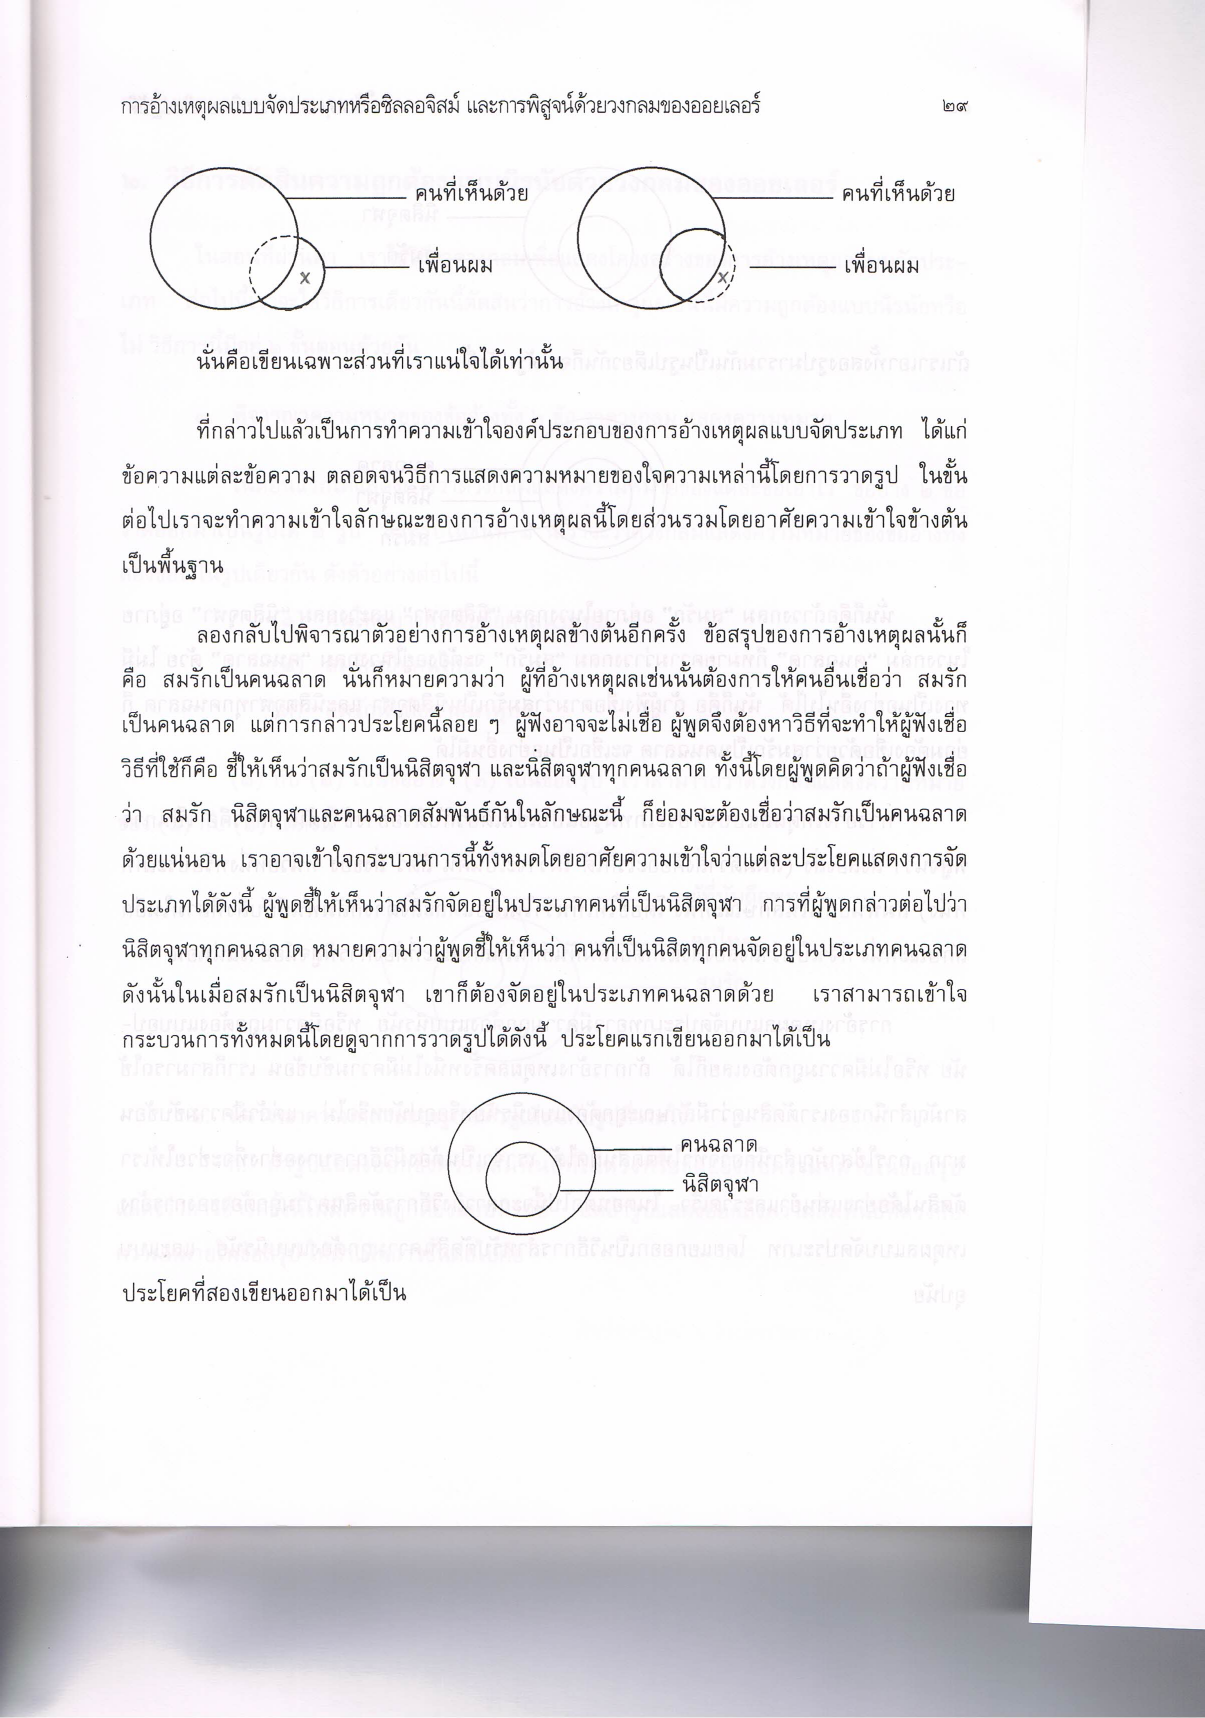 การอ้างเหตุผลแบบจัดประเภทหรือซิลลอจิสม์ และการพิสูจน์ด้วยวงกลมของออยเลอร์ ๒๙
คนที่เห็นด้วย คนที่เห็นด้วย
เพื่อนผม เพื่อนผม
x x
นั่นคือเขียนเฉพาะส่วนที่เราแน่ใจได้เท่านั้น
ที่กล่าวไปแล้วเป็นการทำความเข้าใจองค์ประกอบของการอ้างเหตุผลแบบจัดประเภท ได้แก่
ข้อความแต่ละข้อความ ตลอดจนวิธีการแสดงความหมายของใจความเหล่านี้โดยการวาดรูป ในขั้น
ต่อไปเราจะทำความเข้าใจลักษณะของการอ้างเหตุผลนี้โดยส่วนรวมโดยอาศัยความเข้าใจข้างต้น
เป็นพื้นฐาน
ลองกลับไปพิจารณาตัวอย่างการอ้างเหตุผลข้างต้นอีกครั้ง ข้อสรุปของการอ้างเหตุผลนั้นก็
คือ สมรักเป็นคนฉลาด นั่นก็หมายความว่า ผู้ที่อ้างเหตุผลเช่นนั้นต้องการให้คนอื่นเชื่อว่า สมรัก
เป็นคนฉลาด แต่การกล่าวประโยคนี้ลอย ๆ ผู้ฟังอาจจะไม่เชื่อ ผู้พูดจึงต้องหาวิธีที่จะทำให้ผู้ฟังเชื่อ
วิธีที่ใช้ก็คือ ชี้ให้เห็นว่าสมรักเป็นนิสิตจุฬา และนิสิตจุฬาทุกคนฉลาด ทั้งนี้โดยผู้พูดคิดว่าถ้าผู้ฟังเชื่อ
ว่า สมรัก นิสิตจุฬาและคนฉลาดสัมพันธ์กันในลักษณะนี้ ก็ย่อมจะต้องเชื่อว่าสมรักเป็นคนฉลาด
ด้วยแน่นอน เราอาจเข้าใจกระบวนการนี้ทั้งหมดโดยอาศัยความเข้าใจว่าแต่ละประโยคแสดงการจัด
ประเภทได้ดังนี้ ผู้พูดชี้ให้เห็นว่าสมรักจัดอยู่ในประเภทคนที่เป็นนิสิตจุฬา การที่ผู้พูดกล่าวต่อไปว่า
นิสิตจุฬาทุกคนฉลาด หมายความว่าผู้พูดชี้ให้เห็นว่า คนที่เป็นนิสิตทุกคนจัดอยู่ในประเภทคนฉลาด
ดังนั้นในเมื่อสมรักเป็นนิสิตจุฬา เขาก็ต้องจัดอยู่ในประเภทคนฉลาดด้วย เราสามารถเข้าใจ
กระบวนการทั้งหมดนี้โดยดูจากการวาดรูปได้ดังนี้ ประโยคแรกเขียนออกมาได้เป็น
คนฉลาด
นิสิตจุฬา
ประโยคที่สองเขียนออกมาได้เป็น